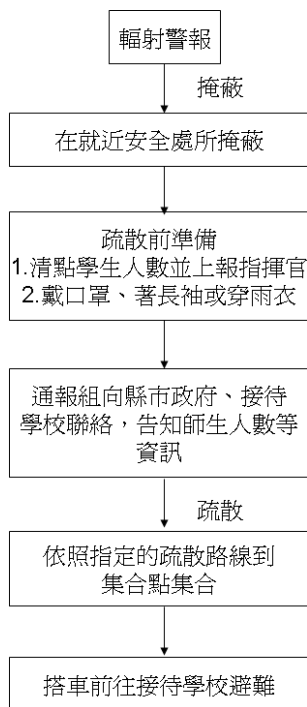 輻射警報
掩蔽
在就近安全處所掩蔽
疏散前準備
1.清點學生人數並上報指揮官
2.戴口罩、著長袖或穿雨衣
通報組向縣市政府、接待
學校聯絡，告知師生人數等
資訊
疏散
依照指定的疏散路線到
集合點集合
搭車前往接待學校避難